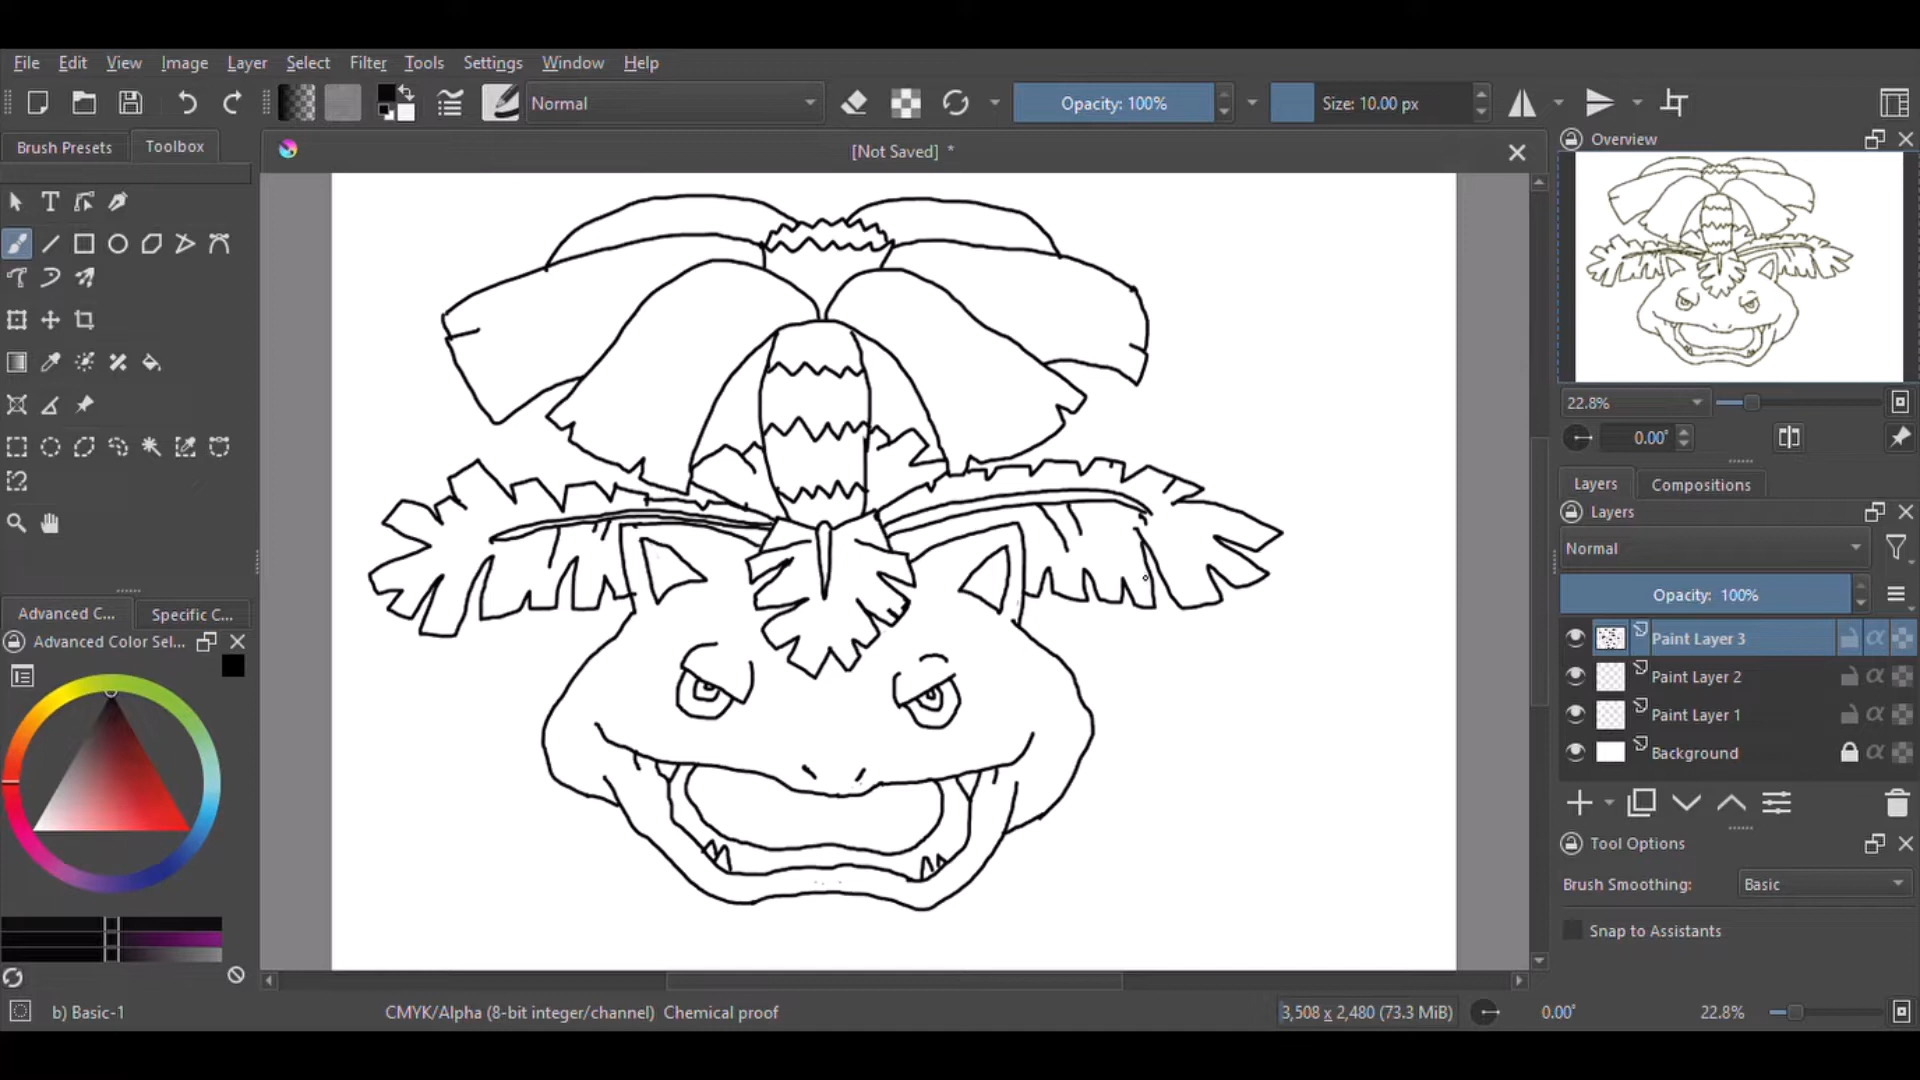 File Edit View Image Layer Select Filter Tools Settings Window Help
Normal
Opacity: 100%
Size: 10.00 px
Brush Presets
Toolbox
[Not Saved] *
Overview
22.8%
0.00°
Layers
Compositions
Layers
Normal
Opacity: 100%
Paint Layer 3
Paint Layer 2
Paint Layer 1
Background
Tool Options
Brush Smoothing:
Basic
Snap to Assistants
Advanced C...
Specific C...
Advanced Color Sel...
b) Basic-1
CMYK/Alpha (8-bit integer/channel) Chemical proof
3,508 x 2,480 (73.3 MiB)
0.00°
22.8%